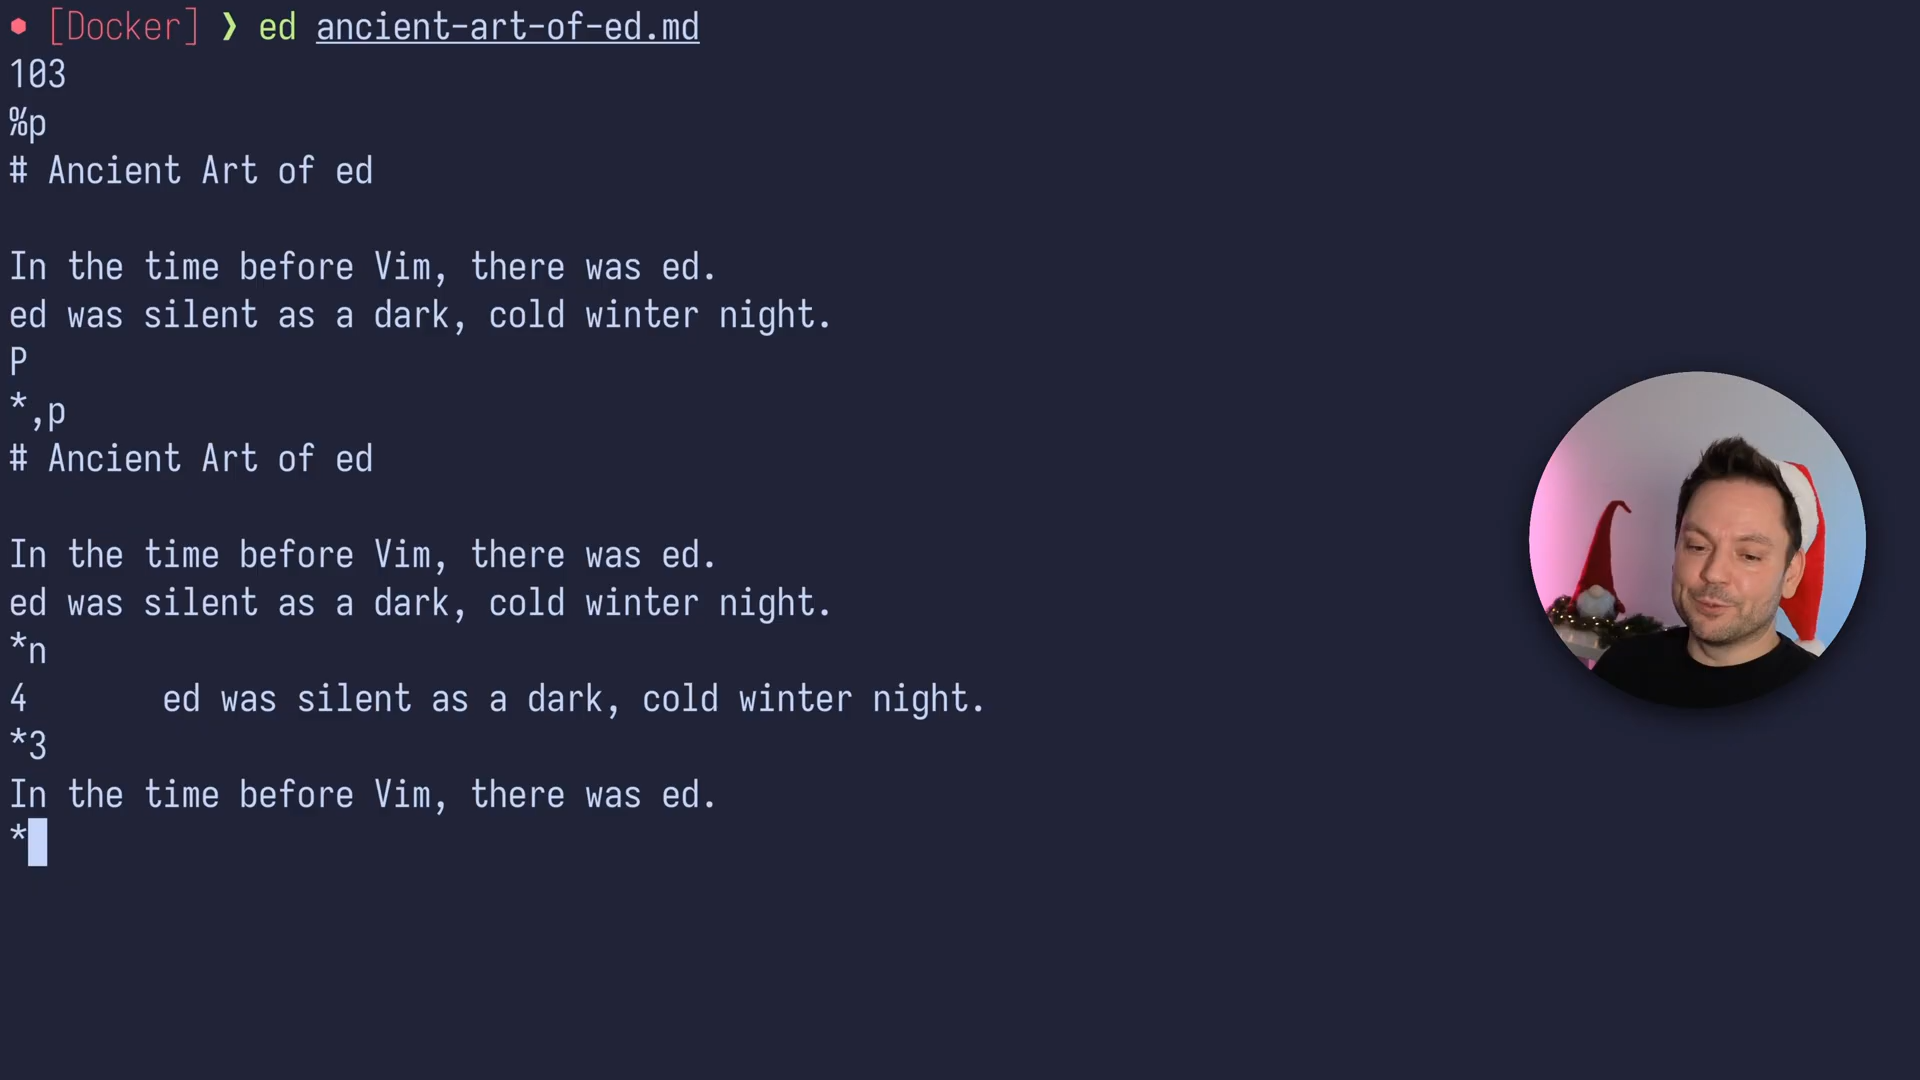 [Docker] ❯ ed ancient-art-of-ed.md
103
%p
# Ancient Art of ed
In the time before Vim, there was ed.
ed was silent as a dark, cold winter night.
P
*,p
# Ancient Art of ed
In the time before Vim, there was ed.
ed was silent as a dark, cold winter night.
*n
4       ed was silent as a dark, cold winter night.
*3
In the time before Vim, there was ed.
*